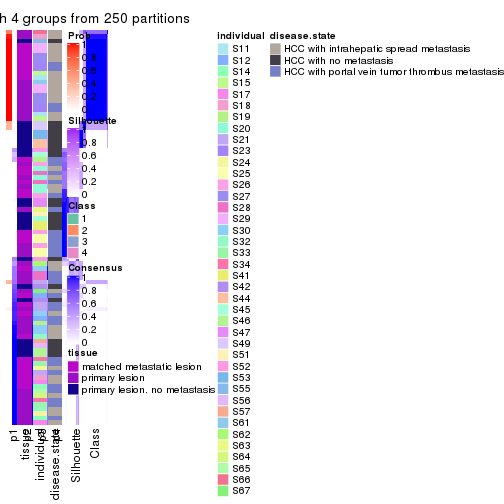 h 4 groups from 250 partitions
Prob
1
0.8
0.6
0.4
0.2
0
Silhouette
1
0.8
0.6
0.4
0.2
0
Class
1
2
3
4
Consensus
1
0.8
0.6
0.4
0.2
0
tissue
matched metastatic lesion
primary lesion
primary lesion. no metastasis
individual
S11
S12
S14
S15
S17
S18
S19
S20
S21
S23
S24
S25
S26
S27
S28
S29
S30
S32
S33
S34
S41
S42
S44
S45
S46
S47
S49
S51
S52
S53
S55
S56
S57
S61
S62
S63
S64
S65
S66
S67
disease.state
HCC with intrahepatic spread metastasis
HCC with no metastasis
HCC with portal vein tumor thrombus metastasis
p1
tissue
individual
disease.state
Silhouette
Class